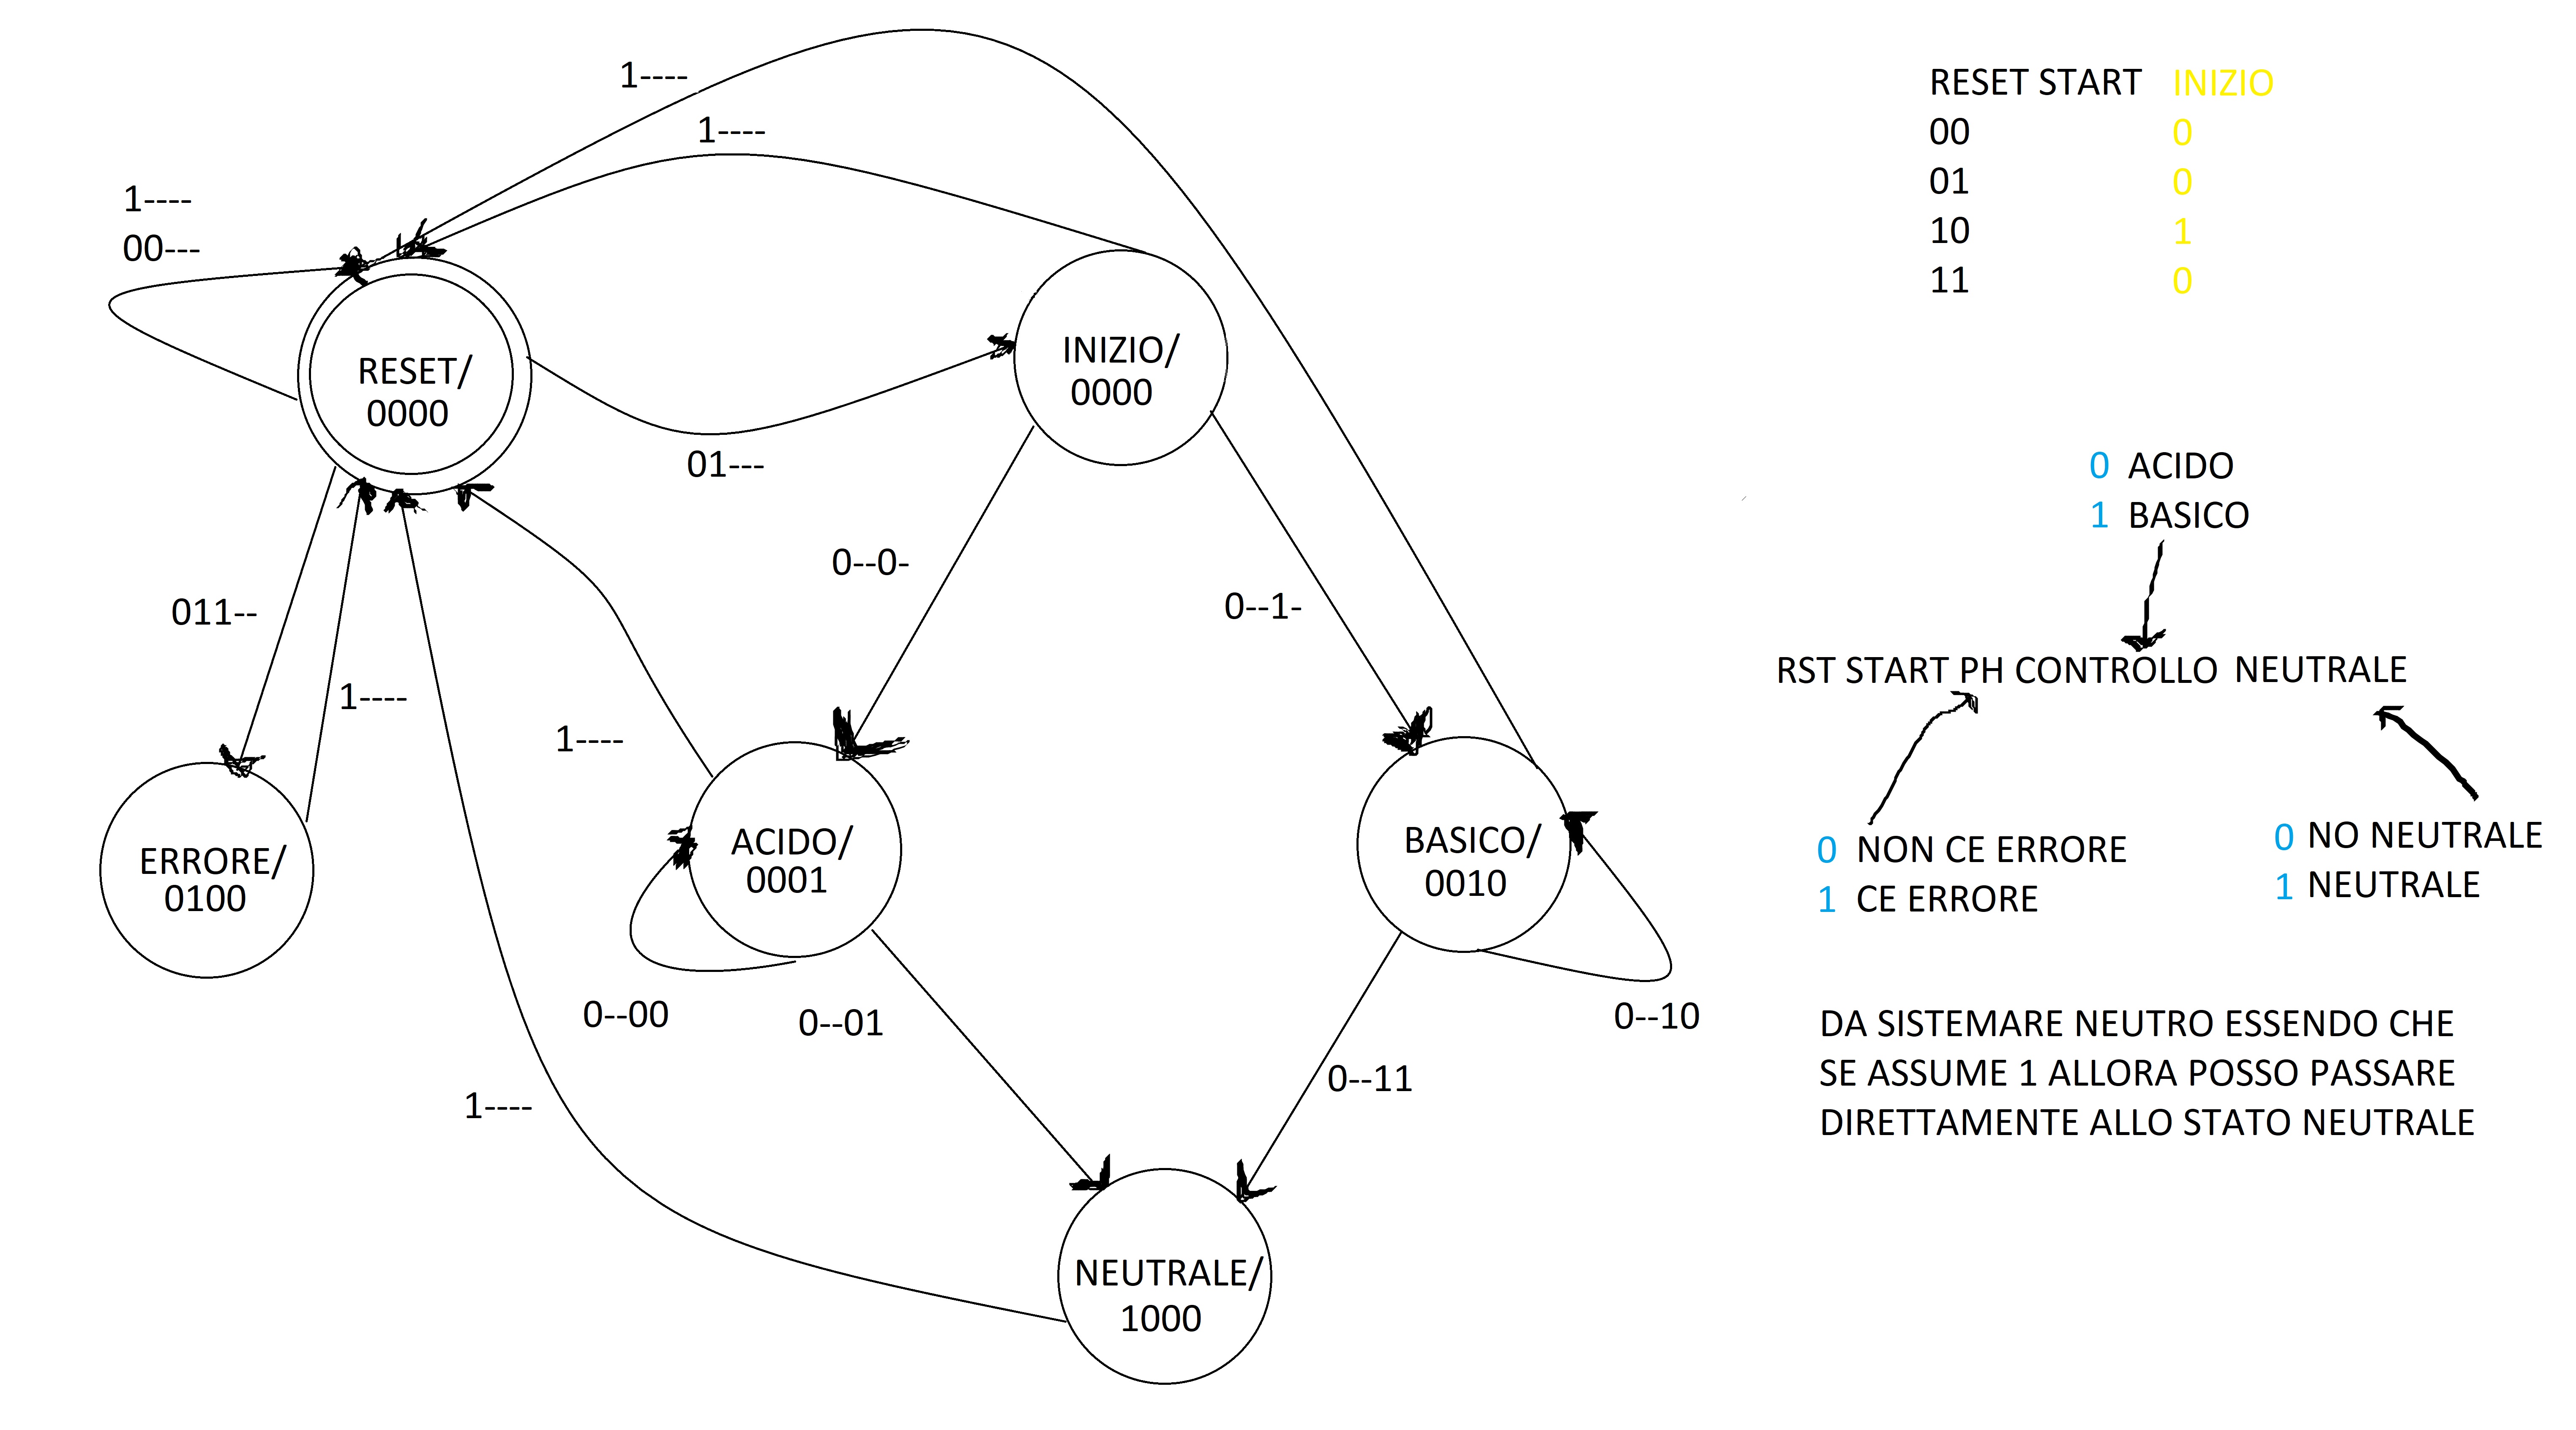 1----
1----
1----
00---
RESET/
0000
INIZIO/
0000
01---
0--0-
0--1-
011--
1----
1----
ERRORE/
0100
ACIDO/
0001
BASICO/
0010
0--00
0--01
0--10
0--11
1----
NEUTRALE/
1000
RESET START INIZIO
00 0
01 0
10 1
11 0
0 ACIDO
1 BASICO
RST START PH CONTROLLO NEUTRALE
0 NON CE ERRORE
1 CE ERRORE
0 NO NEUTRALE
1 NEUTRALE
DA SISTEMARE NEUTRO ESSENDO CHE
SE ASSUME 1 ALLORA POSSO PASSARE
DIRETTAMENTE ALLO STATO NEUTRALE